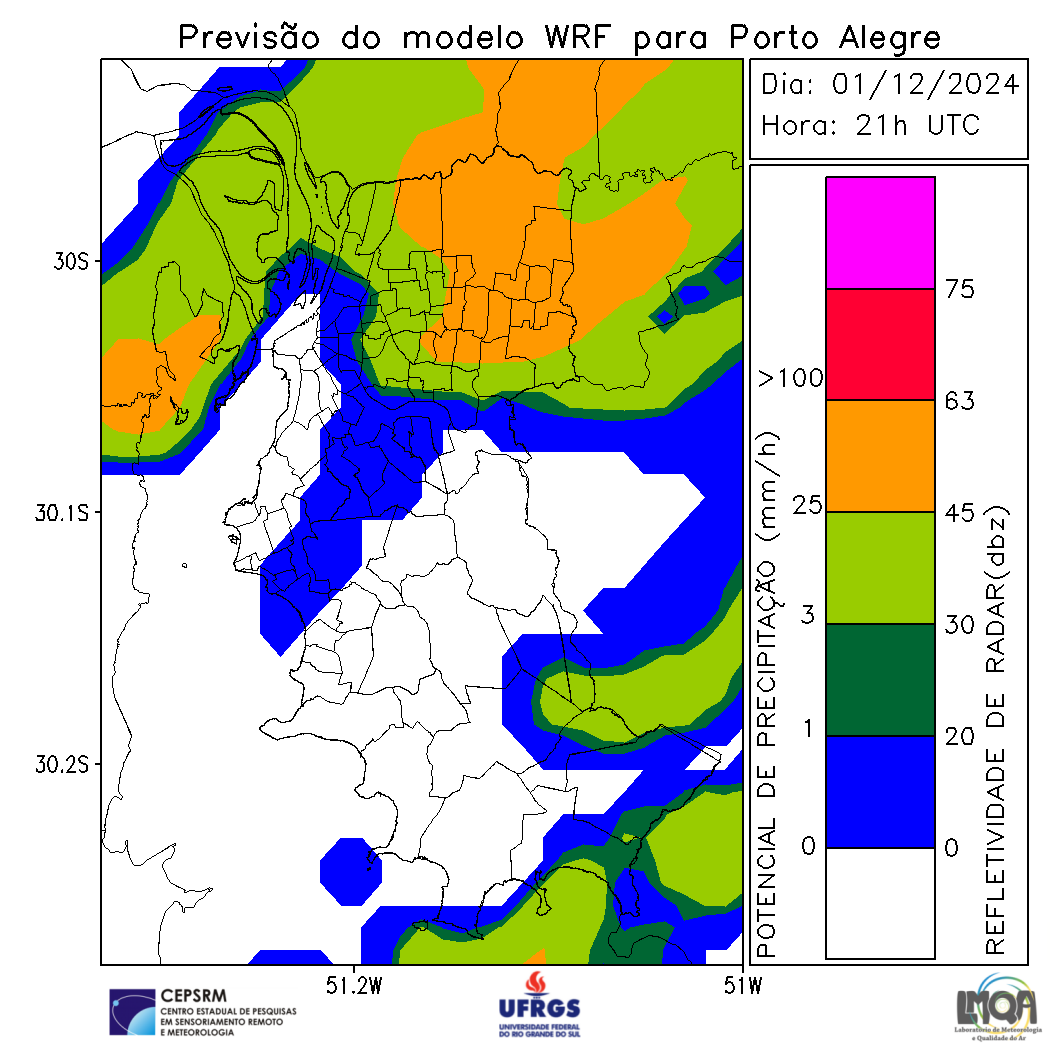 Previsão do modelo WRF para Porto Alegre
Dia: 01/12/2024
Hora: 21h UTC
30S
30.1S
30.2S
51.2W
51W
POTENCIAL DE PRECIPITAÇÃO (mm/h)
>100
25
3
1
0
75
63
45
30
20
0
REFLETIVIDADE DE RADAR(dbz)
CEPSRM
CENTRO ESTADUAL DE PESQUISAS
EM SENSORIAMENTO REMOTO
E METEOROLOGIA
UFRGS
UNIVERSIDADE FEDERAL
DO RIO GRANDE DO SUL
LMQA
Laboratório de Meteorologia
e Qualidade do Ar